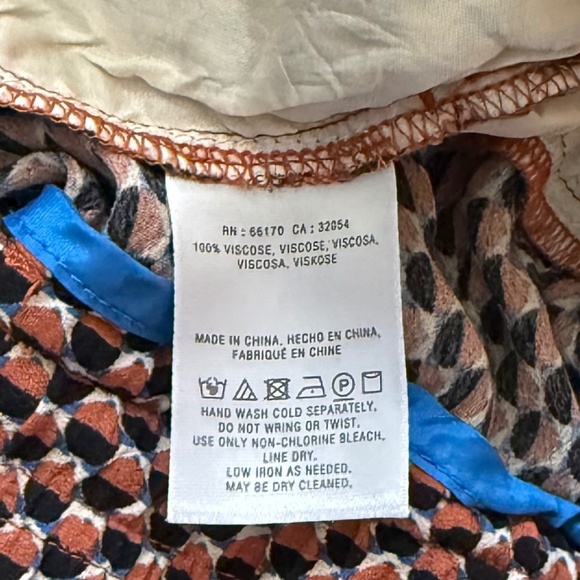 RN : 66170 CA : 32054
100% VISCOSE, VISCOSE, VISCOSA,
VISCOSA, VISKOSE
MADE IN CHINA, HECHO EN CHINA,
FABRIQUÉ EN CHINE
P
HAND WASH COLD SEPARATELY.
DO NOT WRING OR TWIST.
USE ONLY NON-CHLORINE BLEACH.
LINE DRY.
LOW IRON AS NEEDED.
MAY BE DRY CLEANED.